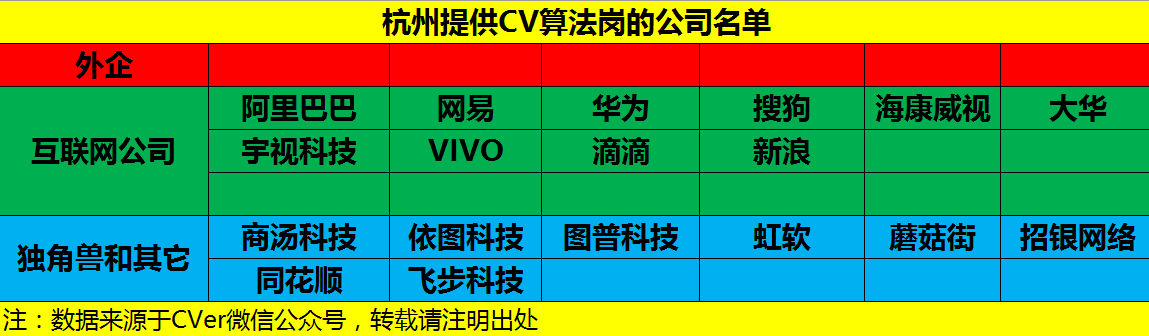 杭州提供CV算法岗的公司名单
外企
阿里巴巴 网易 华为 搜狗 海康威视 大华
互联网公司
宇视科技 VIVO 滴滴 新浪
商汤科技 依图科技 图普科技 虹软 蘑菇街 招银网络
独角兽和其它
同花顺 飞步科技
注：数据来源于CVer微信公众号，转载请注明出处